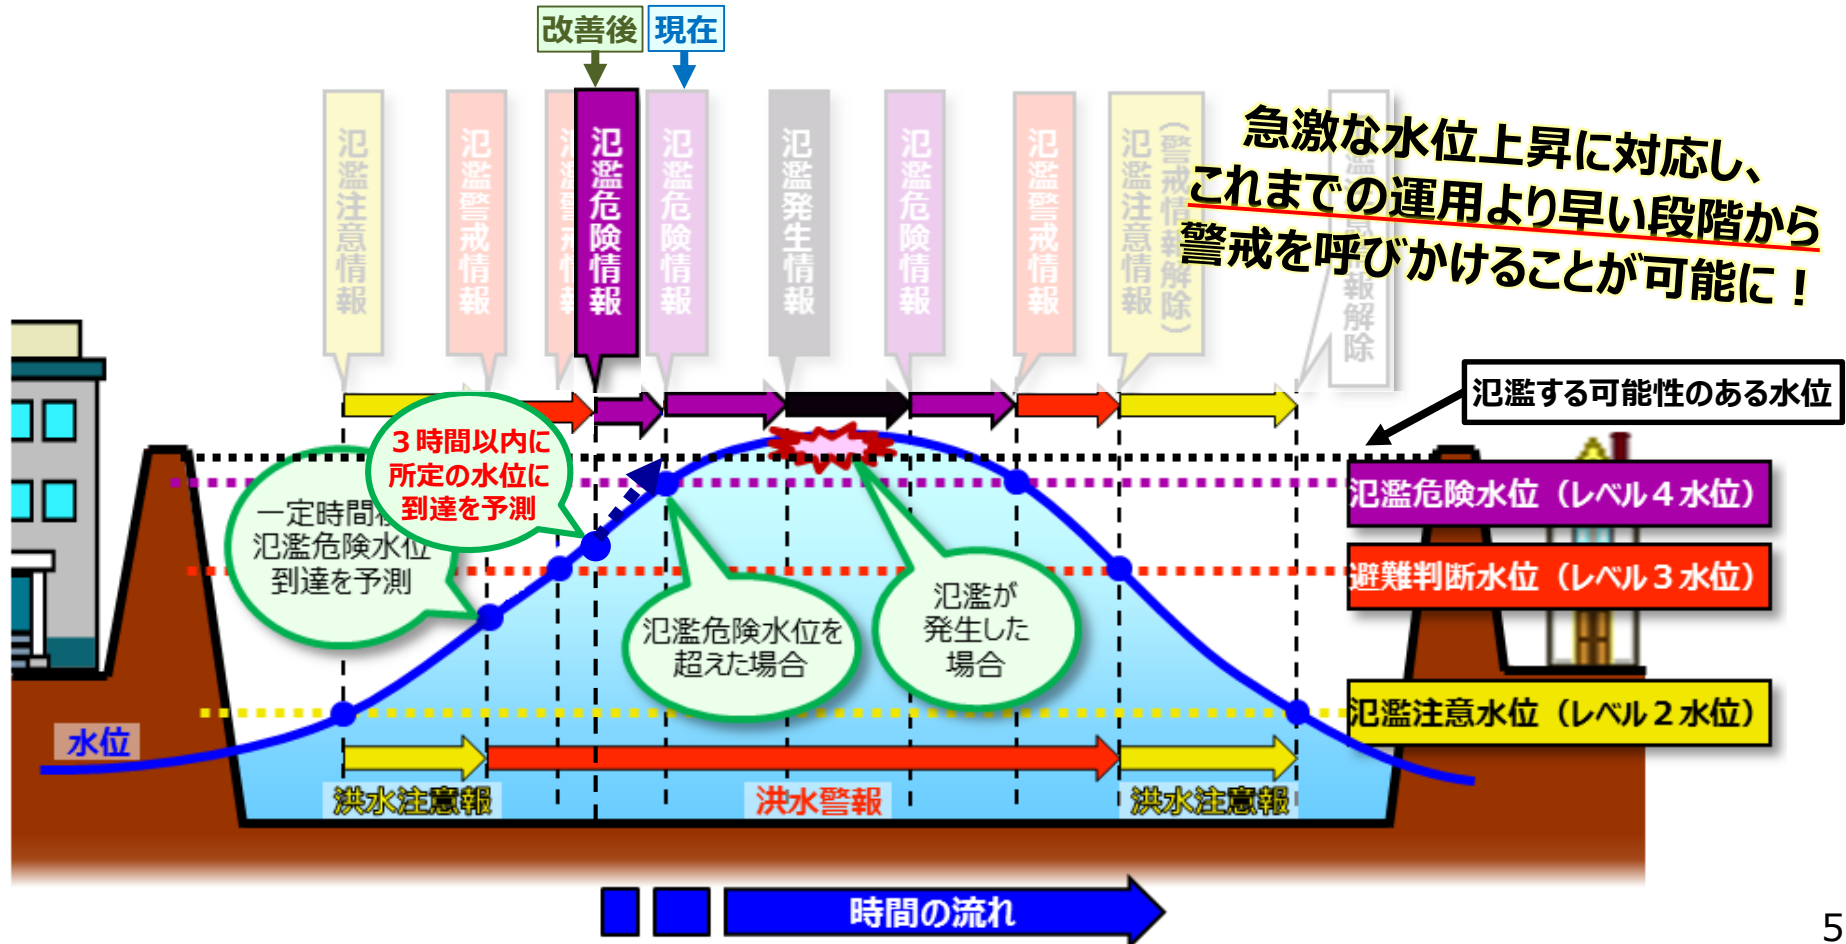 改善後
現在
氾濫注意情報
氾濫警戒情報
氾濫危険情報
氾濫危険情報
氾濫発生情報
氾濫危険情報
氾濫警戒情報
氾濫注意情報
（警戒情報解除）
急激な水位上昇に対応し、
これまでの運用より早い段階から
警戒を呼びかけることが可能に！
報解除
氾濫する可能性のある水位
３時間以内に
所定の水位に
到達を予測
一定時間
氾濫危険水位
到達を予測
氾濫危険水位を
超えた場合
氾濫が
発生した
場合
氾濫危険水位（レベル４水位）
避難判断水位（レベル３水位）
氾濫注意水位（レベル２水位）
水位
洪水注意報
洪水警報
洪水注意報
時間の流れ
5